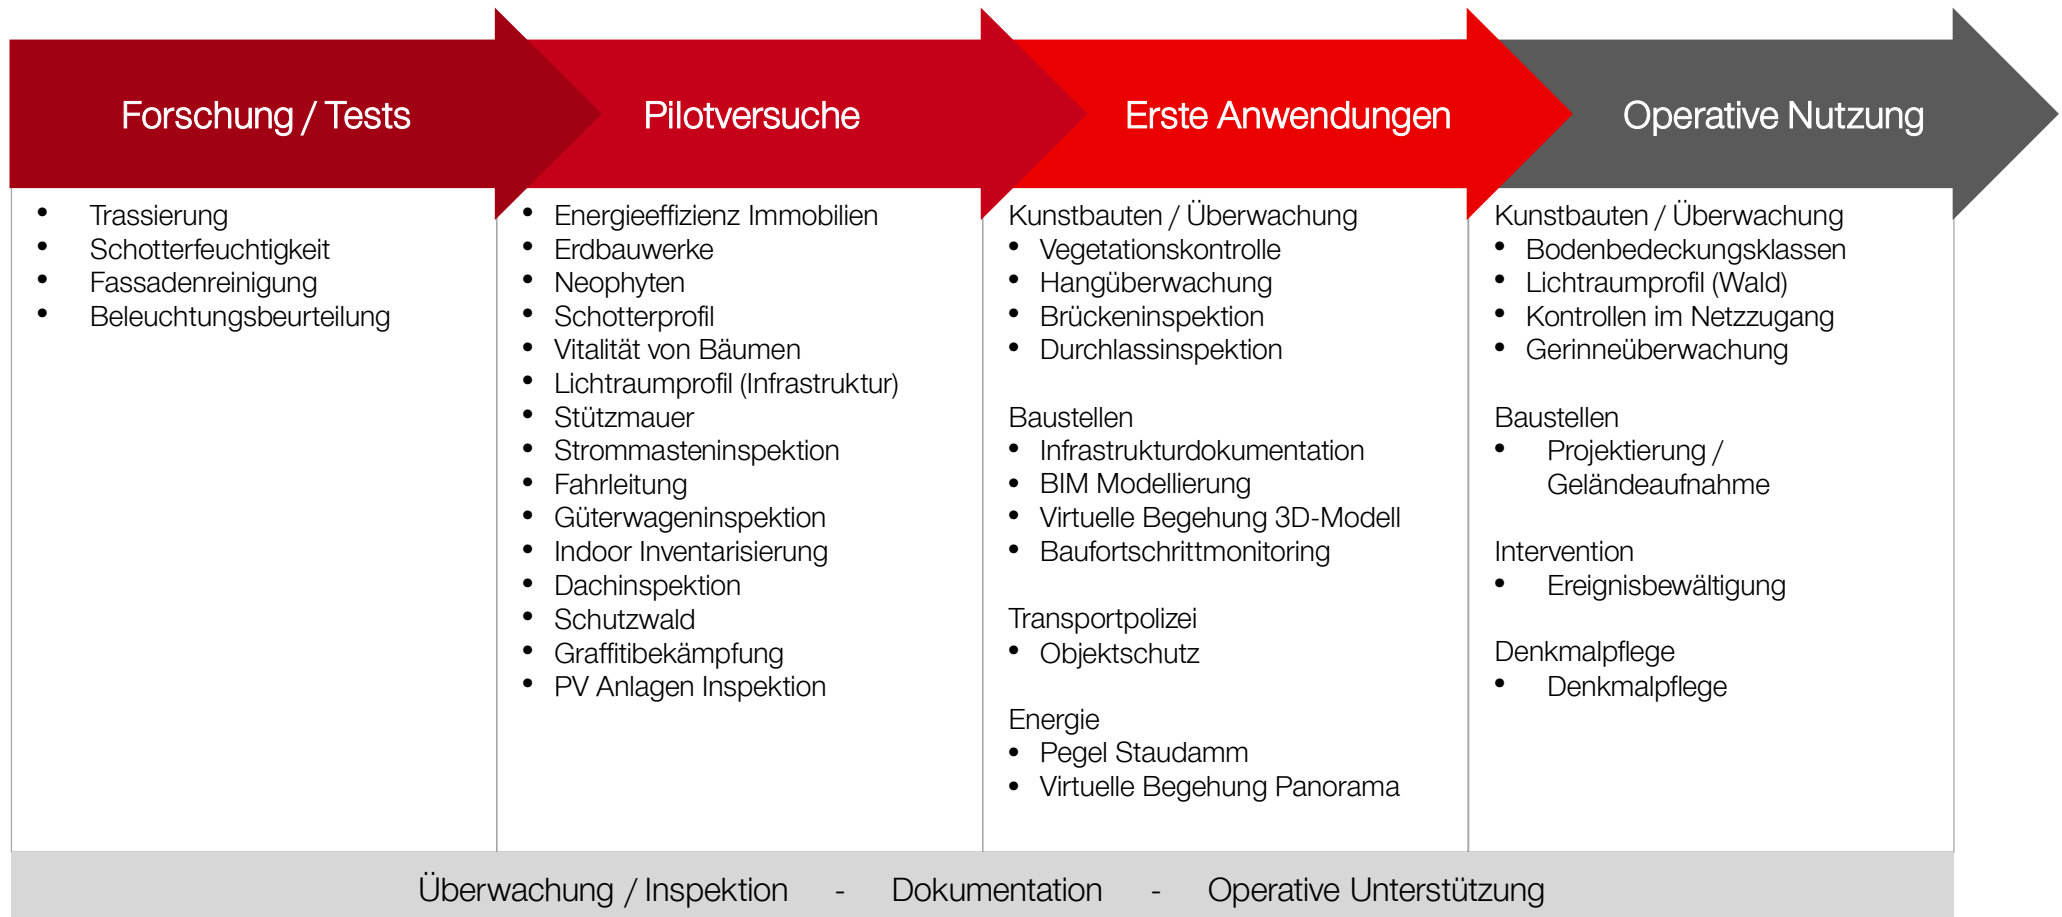 Forschung / Tests
Pilotversuche
Erste Anwendungen
Operative Nutzung
• Trassierung
• Schotterfeuchtigkeit
• Fassadenreinigung
• Beleuchtungsbeurteilung
• Energieeffizienz Immobilien
• Erdbauwerke
• Neophyten
• Schotterprofil
• Vitalität von Bäumen
• Lichtraumprofil (Infrastruktur)
• Stützmauer
• Strommasteninspektion
• Fahrleitung
• Güterwageninspektion
• Indoor Inventarisierung
• Dachinspektion
• Schutzwald
• Graffitibekämpfung
• PV Anlagen Inspektion
Kunstbauten / Überwachung
• Vegetationskontrolle
• Hangüberwachung
• Brückeninspektion
• Durchlassinspektion
Baustellen
• Infrastrukturdokumentation
• BIM Modellierung
• Virtuelle Begehung 3D-Modell
• Baufortschrittmonitoring
Transportpolizei
• Objektschutz
Energie
• Pegel Staudamm
• Virtuelle Begehung Panorama
Kunstbauten / Überwachung
• Bodenbedeckungsklassen
• Lichtraumprofil (Wald)
• Kontrollen im Netzzugang
• Gerinneüberwachung
Baustellen
• Projektierung /
Geländeaufnahme
Intervention
• Ereignisbewältigung
Denkmalpflege
• Denkmalpflege
Überwachung / Inspektion - Dokumentation - Operative Unterstützung